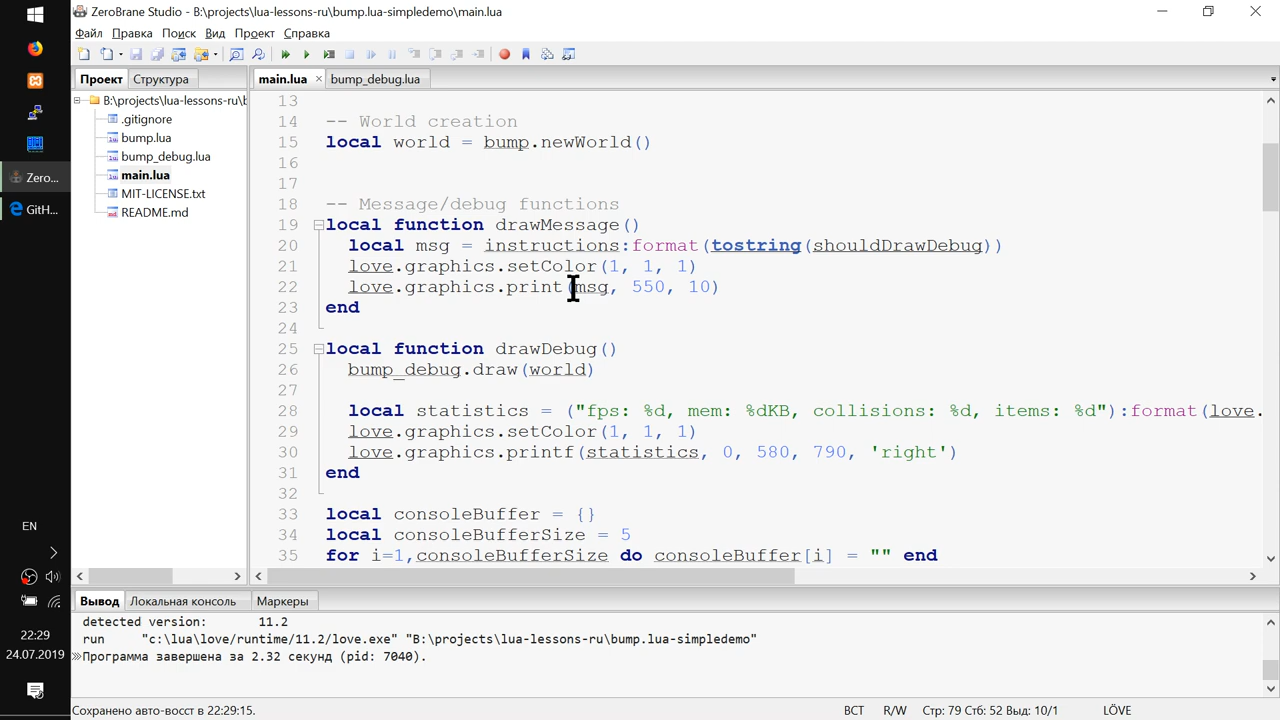 ZeroBrane Studio - B:\projects\lua-lessons-ru\bump.lua-simpledemo\main.lua
Файл Правка Поиск Вид Проект Справка
Проект Структура
main.lua bump_debug.lua
B:\projects\lua-lessons-ru\b
.gitignore
bump.lua
bump_debug.lua
main.lua
MIT-LICENSE.txt
README.md
13
14 -- World creation
15 local world = bump.newWorld()
16
17
18 -- Message/debug functions
19 local function drawMessage()
20 local msg = instructions:format(tostring(shouldDrawDebug))
21 love.graphics.setColor(1, 1, 1)
22 love.graphics.print(msg, 550, 10)
23 end
24
25 local function drawDebug()
26 bump_debug.draw(world)
27
28 local statistics = ("fps: %d, mem: %dKB, collisions: %d, items: %d"):format(love.
29 love.graphics.setColor(1, 1, 1)
30 love.graphics.printf(statistics, 0, 580, 790, 'right')
31 end
32
33 local consoleBuffer = {}
34 local consoleBufferSize = 5
35 for i=1,consoleBufferSize do consoleBuffer[i] = "" end
Вывод Локальная консоль Маркеры
detected version: 11.2
run "c:\lua\love/runtime/11.2/love.exe" "B:\projects\lua-lessons-ru\bump.lua-simpledemo"
Программа завершена за 2.32 секунд (pid: 7040).
Сохранено авто-восст в 22:29:15. ВСТ R/W Стр: 79 Стб: 52 Выд: 10/1 LÖVE
Zero...
GitH...
EN
22:29
24.07.2019